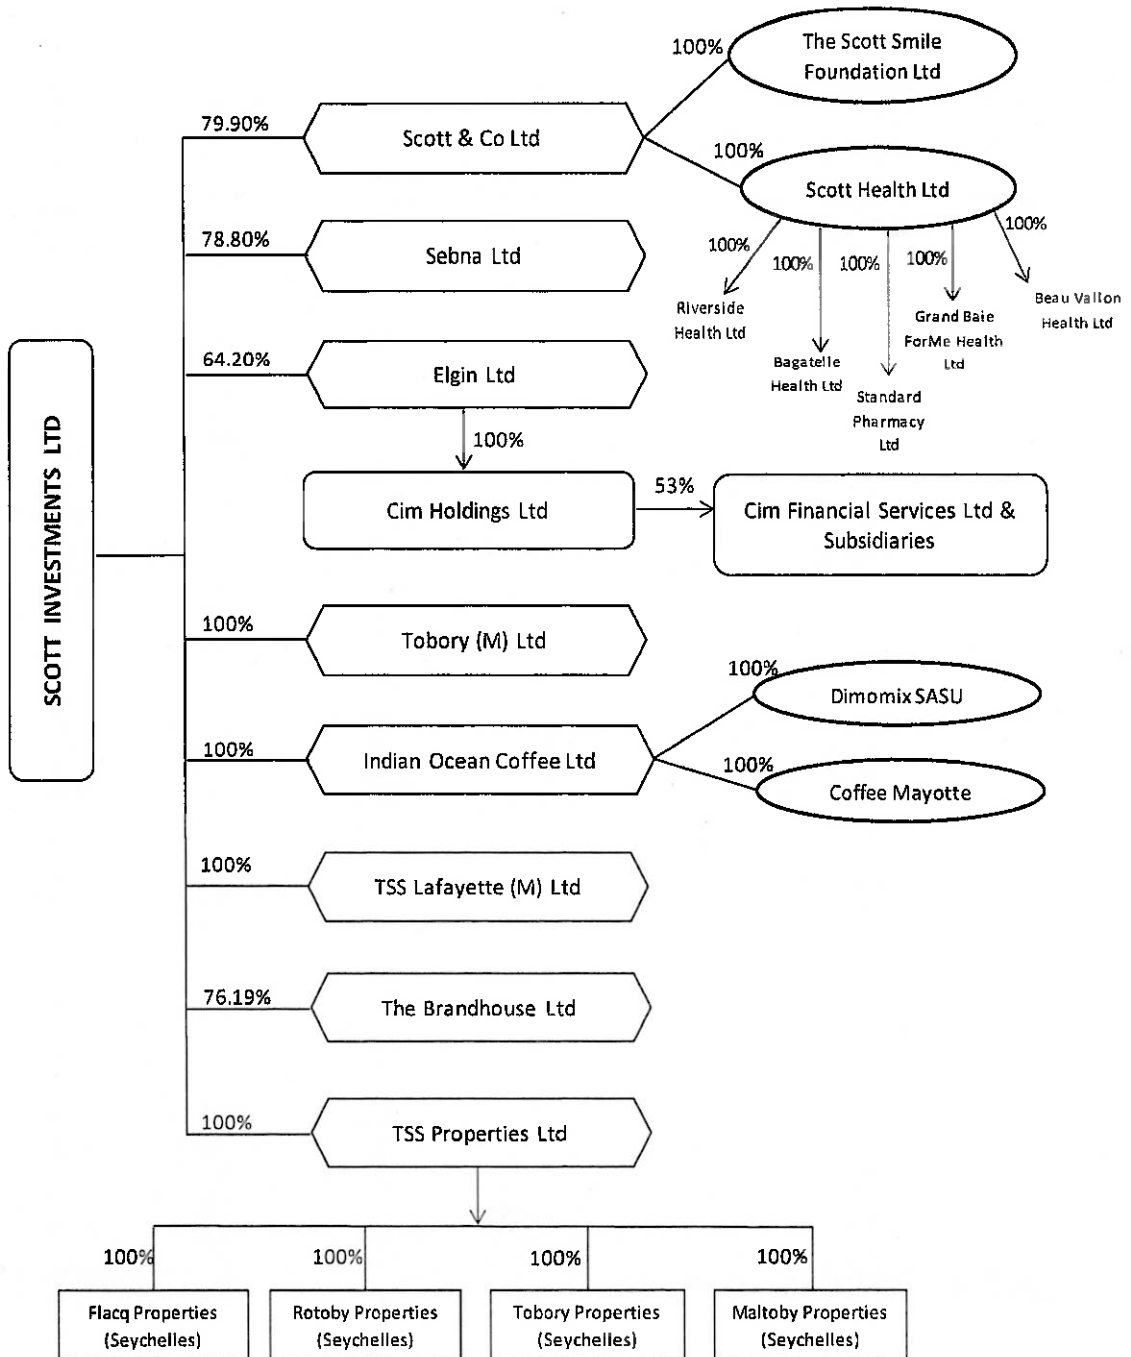 100%
The Scott Smile
Foundation Ltd
79.90%
Scott & Co Ltd
100%
Scott Health Ltd
78.80%
Sebna Ltd
100%
100%
100%
100%
100%
Riverside
Health Ltd
Bagatelle
Health Ltd
Standard
Pharmacy
Ltd
Grand Baie
ForMe Health
Ltd
Beau Vallon
Health Ltd
64.20%
Elgin Ltd
100%
SCOTT INVESTMENTS LTD
Cim Holdings Ltd
53%
Cim Financial Services Ltd &
Subsidiaries
100%
Tobory (M) Ltd
100%
Dimomix SASU
100%
Indian Ocean Coffee Ltd
100%
Coffee Mayotte
100%
TSS Lafayette (M) Ltd
76.19%
The Brandhouse Ltd
100%
TSS Properties Ltd
100%
100%
100%
100%
Flacq Properties
(Seychelles)
Rotoby Properties
(Seychelles)
Tobory Properties
(Seychelles)
Maltoby Properties
(Seychelles)